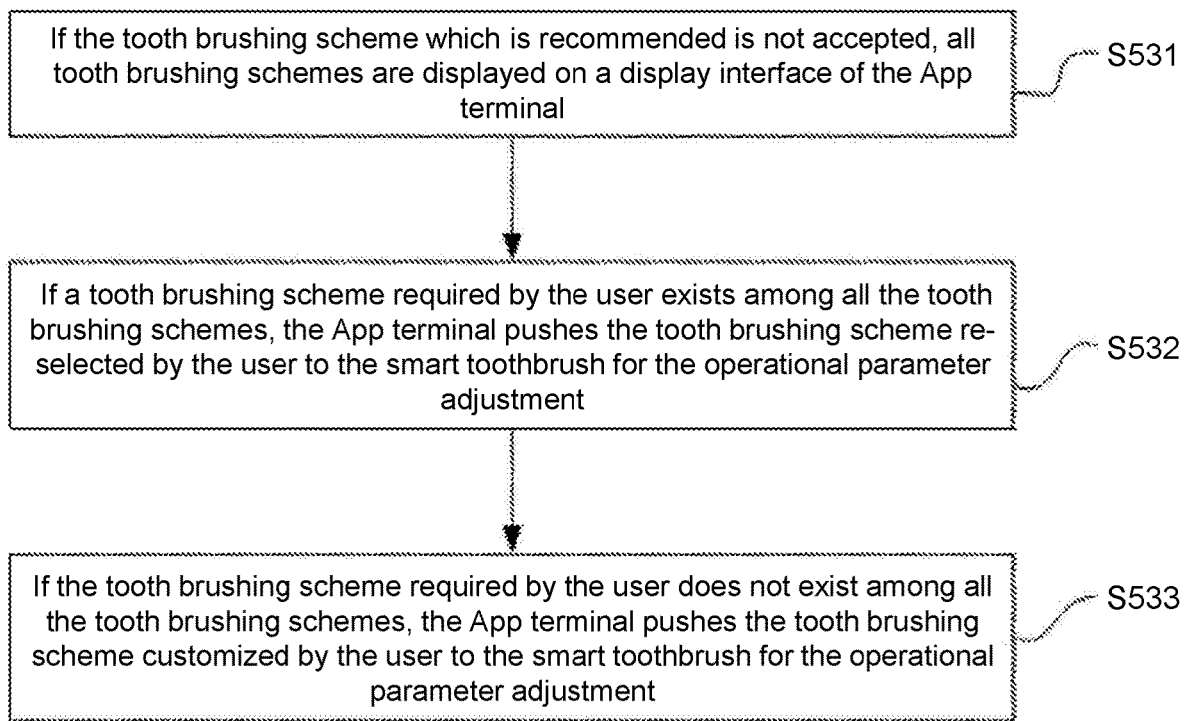 If the tooth brushing scheme which is recommended is not accepted, all
tooth brushing schemes are displayed on a display interface of the App
terminal
S531
If a tooth brushing scheme required by the user exists among all the tooth
brushing schemes, the App terminal pushes the tooth brushing scheme re-
selected by the user to the smart toothbrush for the operational parameter
adjustment
S532
If the tooth brushing scheme required by the user does not exist among all
the tooth brushing schemes, the App terminal pushes the tooth brushing
scheme customized by the user to the smart toothbrush for the operational
parameter adjustment
S533